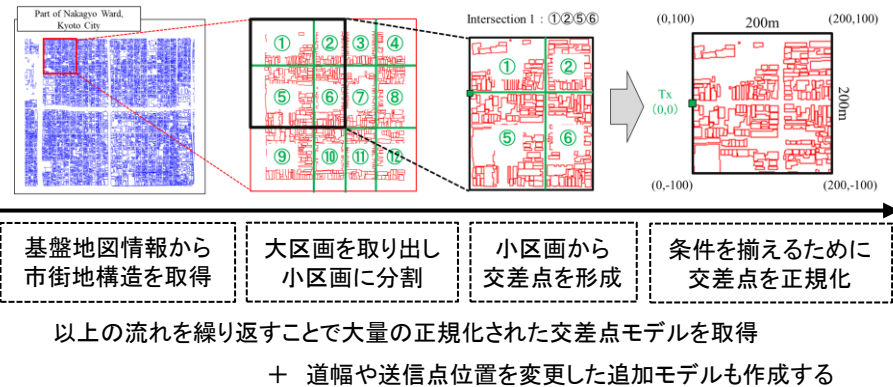 Part of Nakagyo Ward,
Kyoto City
① ② ③ ④
⑤ ⑥ ⑦ ⑧
⑨ ⑩ ⑪ ⑫
Intersection 1 : ①②⑤⑥
① ②
⑤ ⑥
(0,100) 200m (200,100)
Tx
(0,0)
200m
(0,-100) (200,-100)
基盤地図情報から
市街地構造を取得
大区画を取り出し
小区画に分割
小区画から
交差点を形成
条件を揃えるために
交差点を正規化
以上の流れを繰り返すことで大量の正規化された交差点モデルを取得
＋ 道幅や送信点位置を変更した追加モデルも作成する